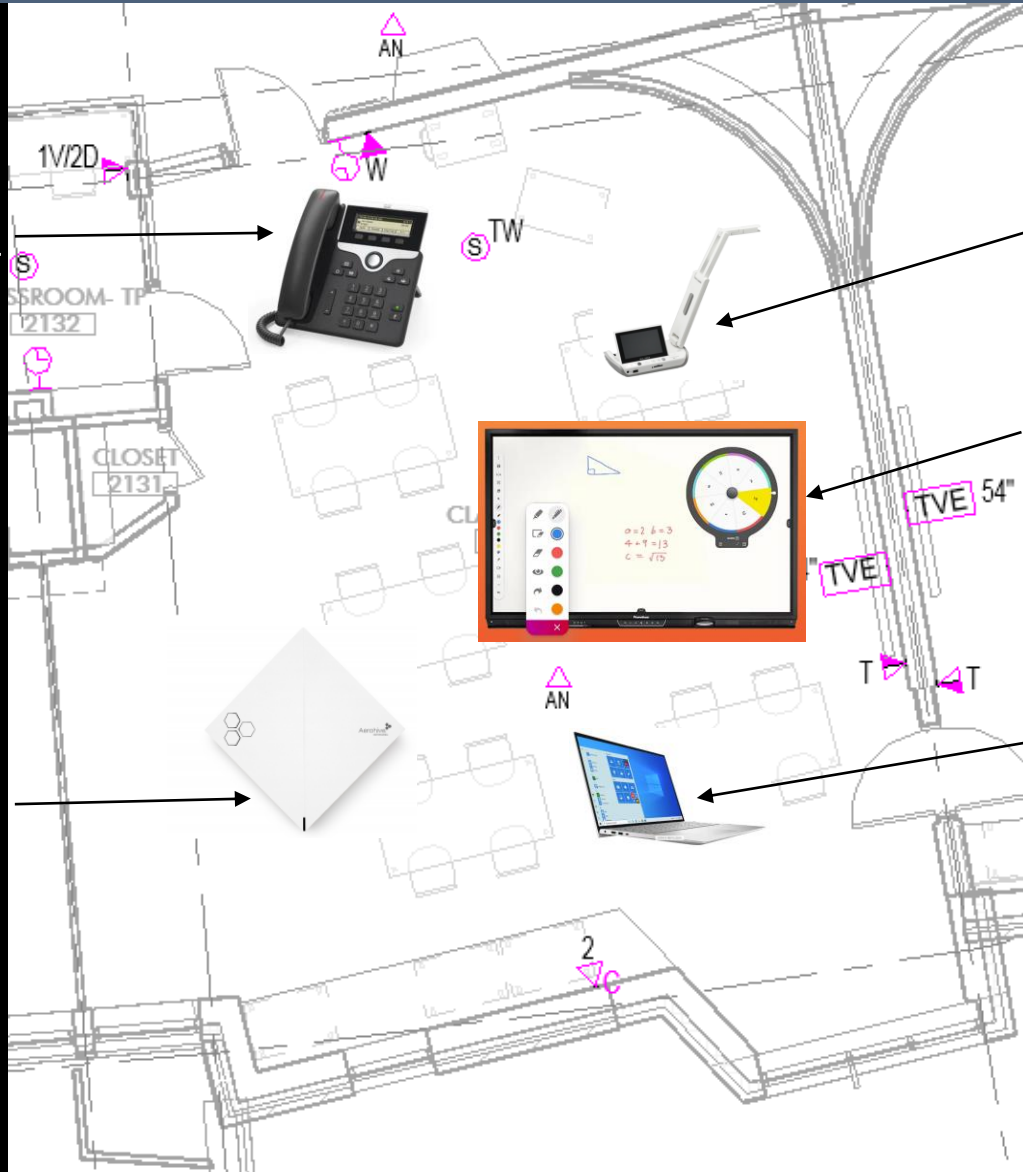 AN
1V/2D
W
S
TW
S
SSROOM- TP
2132
CLOSET
2131
a=2 b=3
4+9=13
c = √13
TVE
54"
"
TVE
T
T
AN
Aerohive
2
C